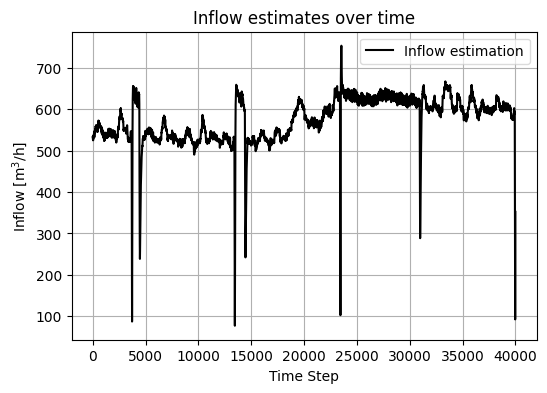 Inflow estimates over time
Inflow estimation
Inflow [m³/h]
700
600
500
400
300
200
100
0 5000 10000 15000 20000 25000 30000 35000 40000
Time Step